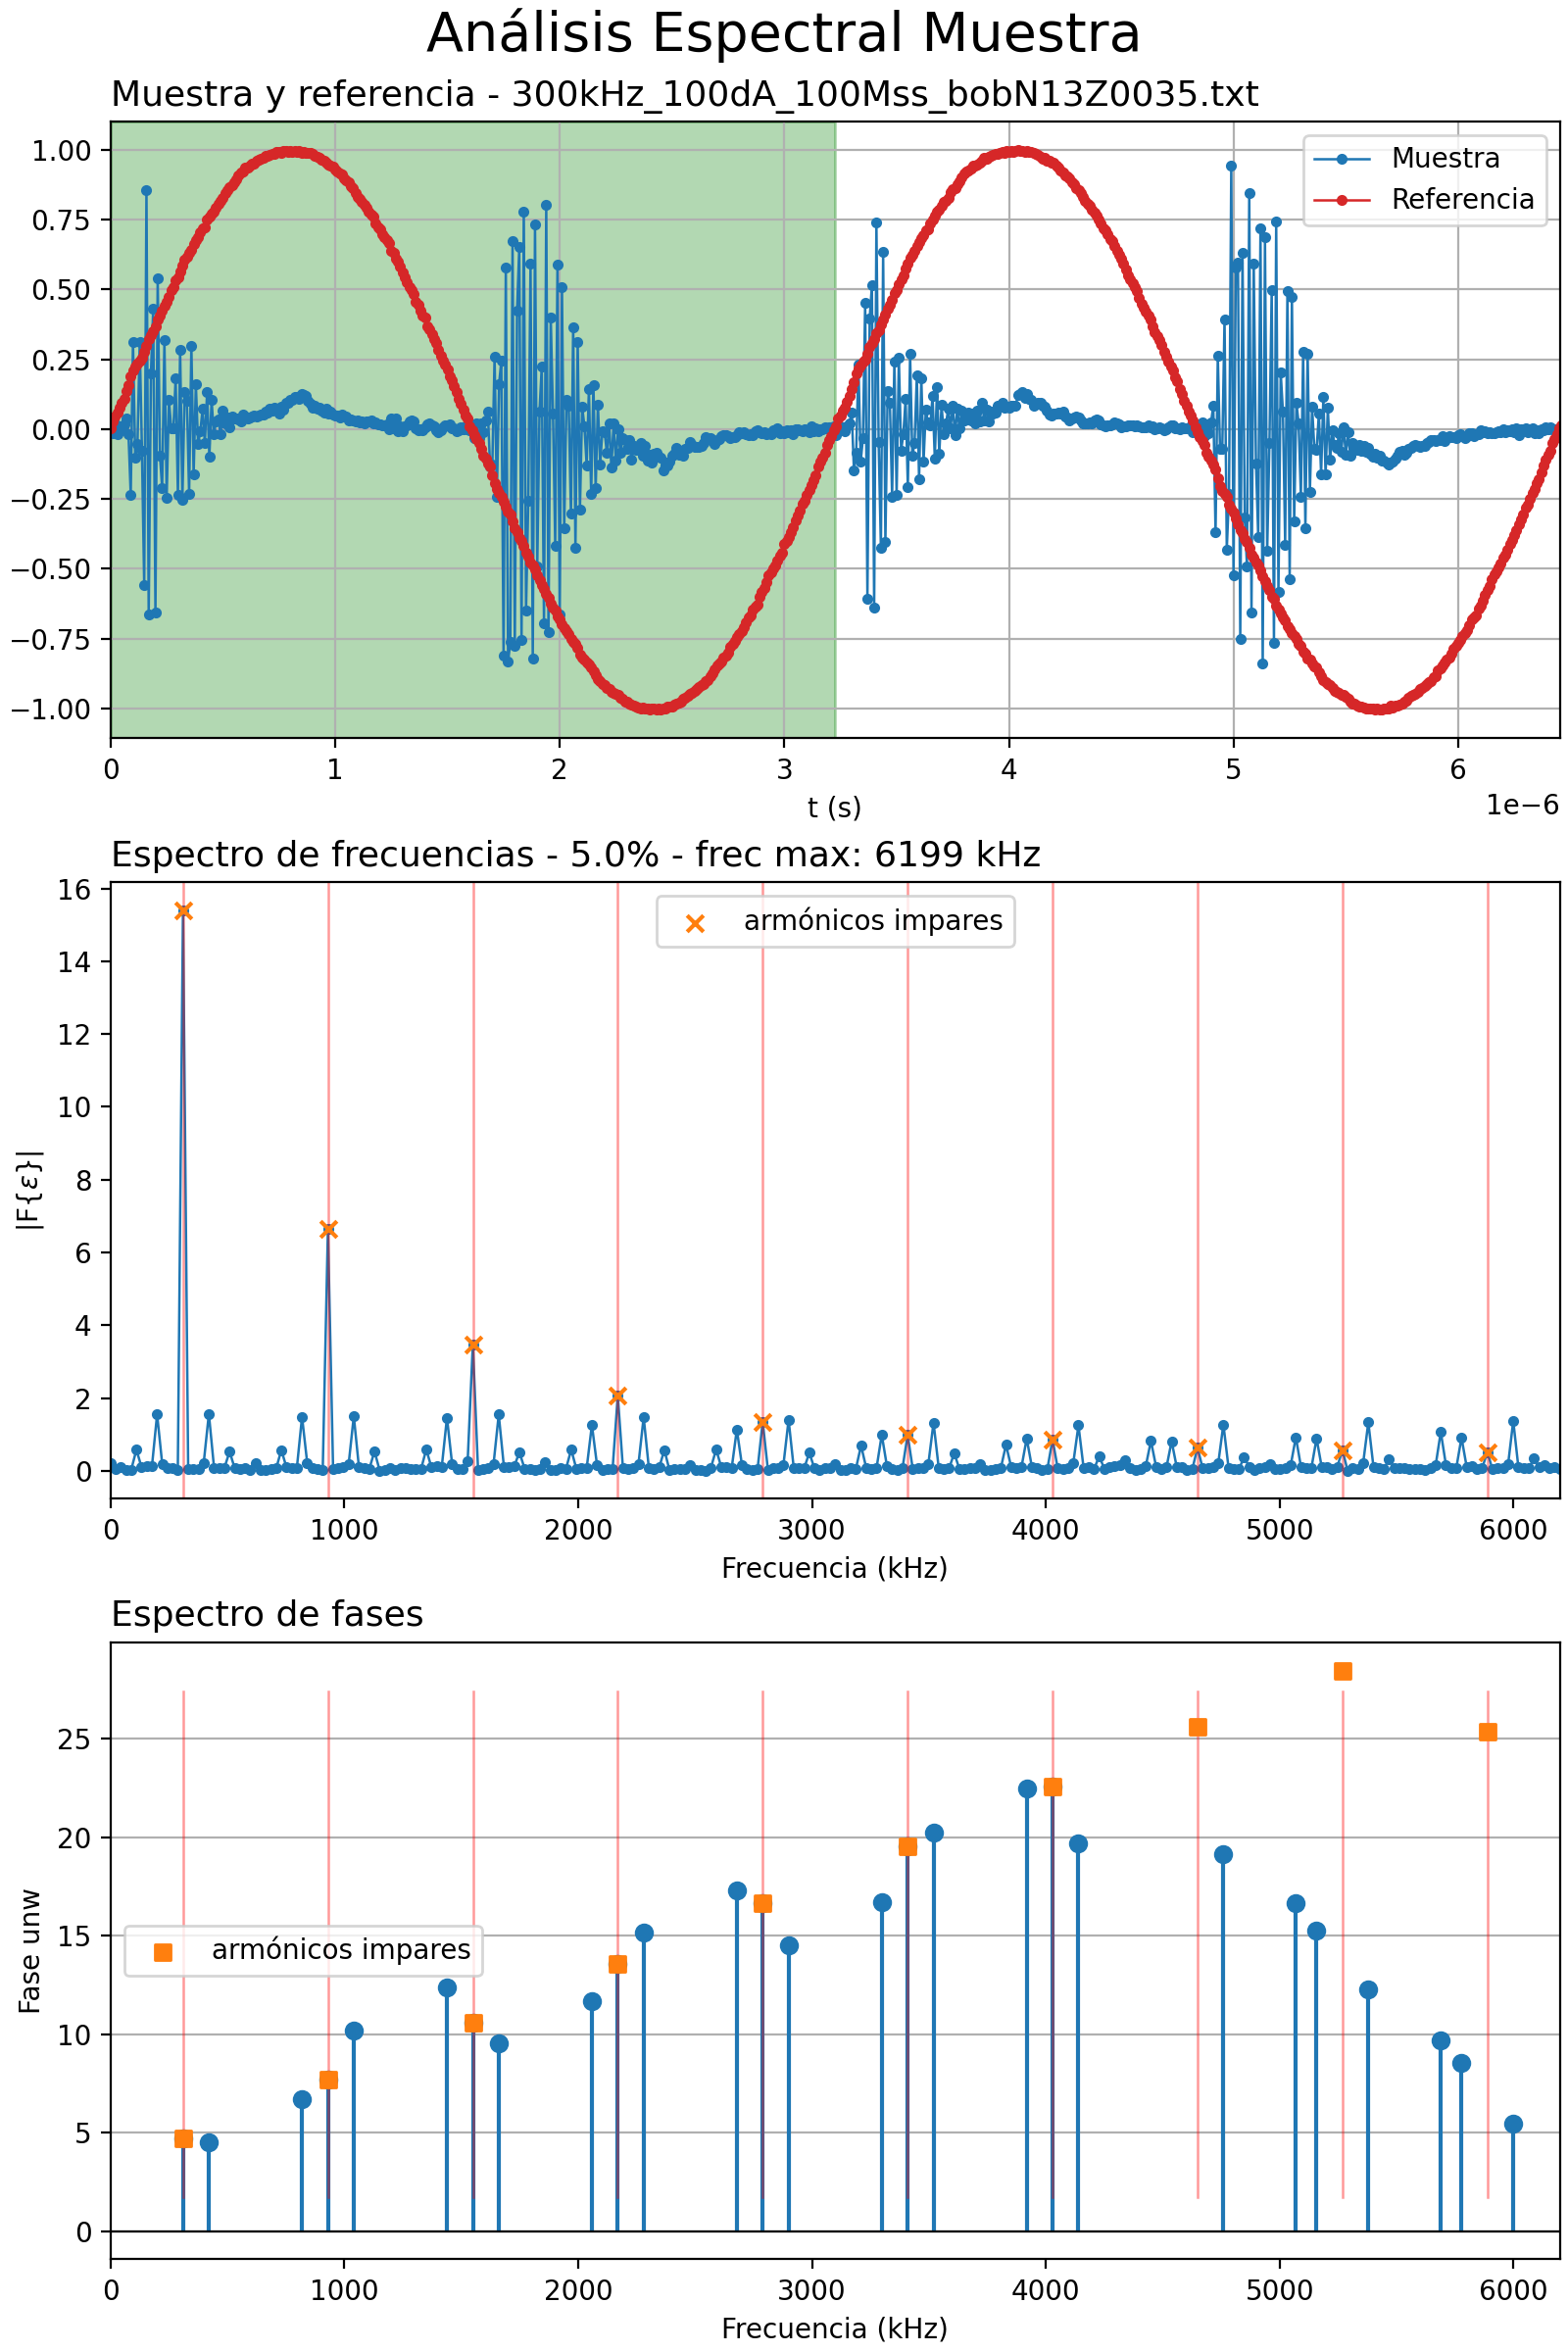 Análisis Espectral Muestra
Muestra y referencia - 300kHz_100dA_100Mss_bobN13Z0035.txt
1.00
0.75
0.50
0.25
0.00
−0.25
−0.50
−0.75
−1.00
Muestra
Referencia
0 1 2 3 4 5 6
t (s)
1e−6
Espectro de frecuencias - 5.0% - frec max: 6199 kHz
16
14
12
10
8
6
4
2
0
|F{ε}|
armónicos impares
0 1000 2000 3000 4000 5000 6000
Frecuencia (kHz)
Espectro de fases
25
20
15
10
5
0
Fase unw
armónicos impares
0 1000 2000 3000 4000 5000 6000
Frecuencia (kHz)